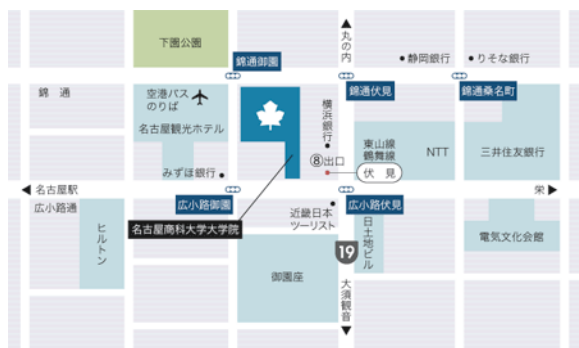 下園公園
丸の内
静岡銀行
りそな銀行
錦通御園
錦通
空港バス
のりば
名古屋観光ホテル
横浜銀行
錦通伏見
錦通桑名町
東山線
鶴舞線
NTT
三井住友銀行
⑧出口
伏見
みずほ銀行
名古屋駅
栄
広小路通
広小路御園
広小路伏見
ヒルトン
名古屋商科大学大学院
近畿日本
ツーリスト
日土地ビル
電気文化会館
19
御園座
大須観音